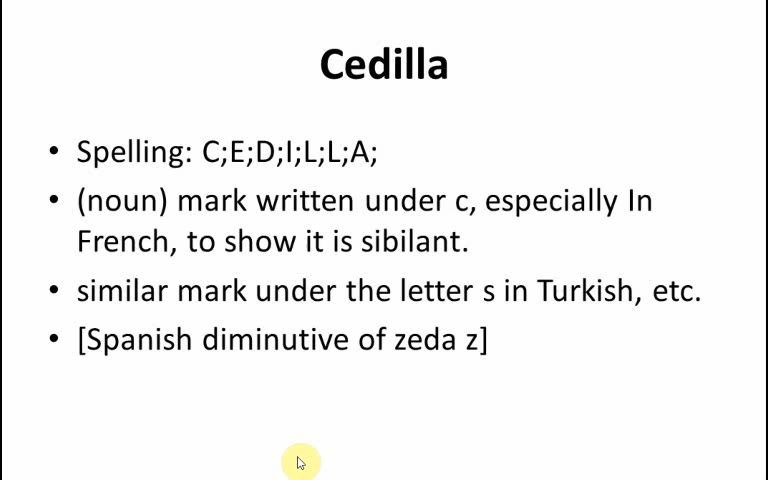 Cedilla
• Spelling: C;E;D;I;L;L;A;
• (noun) mark written under c, especially In
French, to show it is sibilant.
• similar mark under the letter s in Turkish, etc.
• [Spanish diminutive of zeda z]